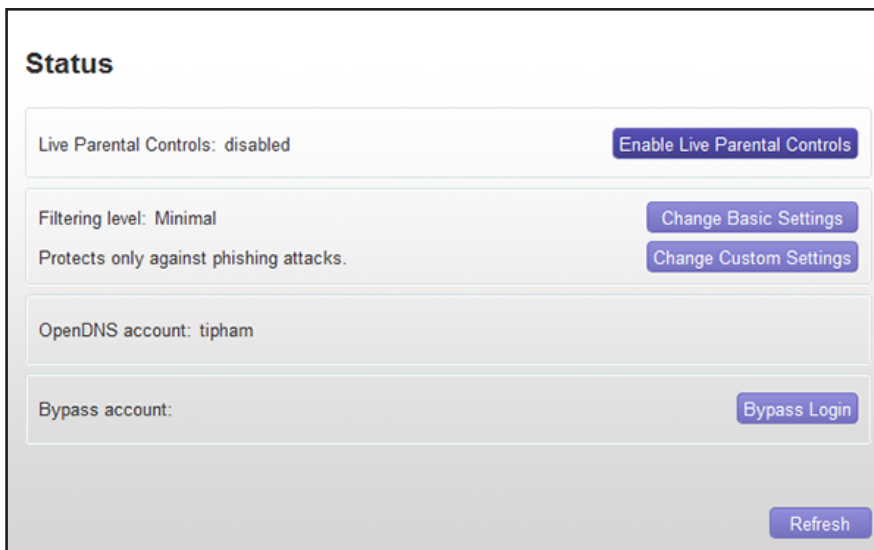 Status
Live Parental Controls: disabled
Enable Live Parental Controls
Filtering level: Minimal
Change Basic Settings
Protects only against phishing attacks.
Change Custom Settings
OpenDNS account: tipham
Bypass account:
Bypass Login
Refresh